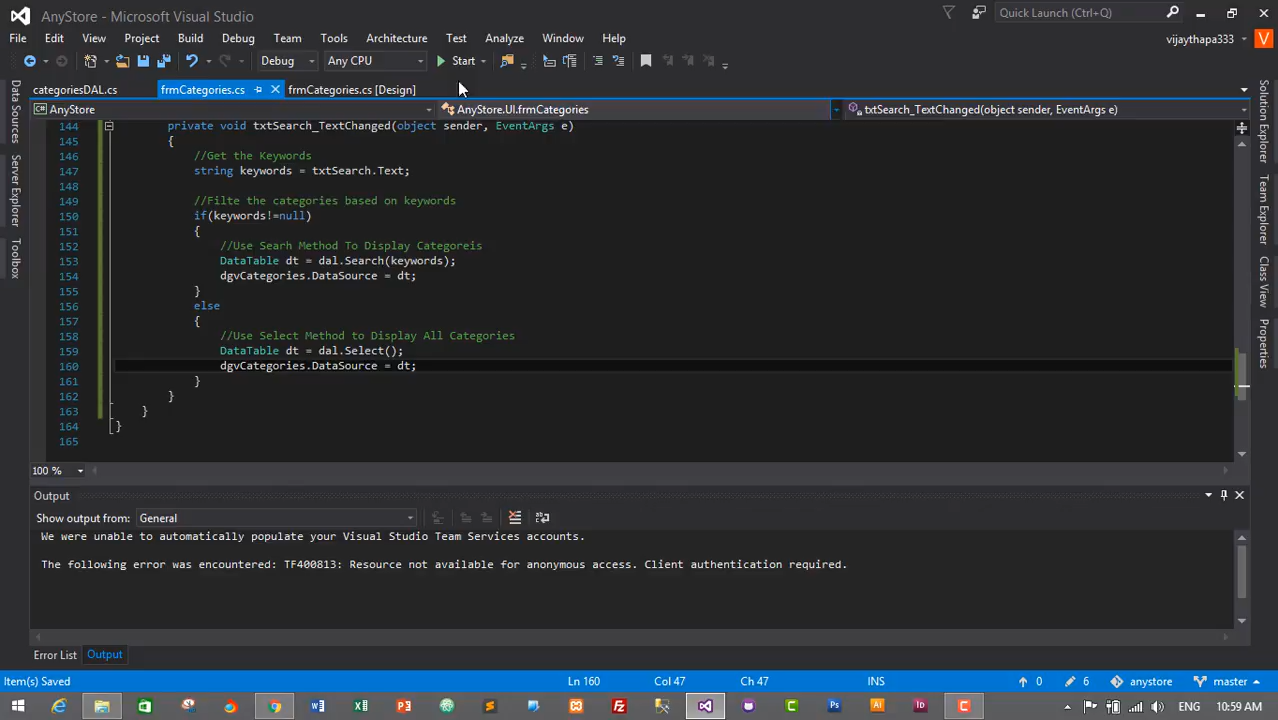 AnyStore - Microsoft Visual Studio
Quick Launch (Ctrl+Q)
File Edit View Project Build Debug Team Tools Architecture Test Analyze Window Help
vijaythapa333 V
Debug Any CPU Start
categoriesDAL.cs frmCategories.cs frmCategories.cs [Design]
AnyStore AnyStore.UI.frmCategories txtSearch_TextChanged(object sender, EventArgs e)
144 private void txtSearch_TextChanged(object sender, EventArgs e)
145 {
146 //Get the Keywords
147 string keywords = txtSearch.Text;
148
149 //Filte the categories based on keywords
150 if(keywords!=null)
151 {
152 //Use Searh Method To Display Categoreis
153 DataTable dt = dal.Search(keywords);
154 dgvCategories.DataSource = dt;
155 }
156 else
157 {
158 //Use Select Method to Display All Categories
159 DataTable dt = dal.Select();
160 dgvCategories.DataSource = dt;
161 }
162 }
163 }
164 }
165
100 %
Data Sources
Server Explorer
Toolbox
Solution Explorer
Team Explorer
Class View
Properties
Output
Show output from: General
We were unable to automatically populate your Visual Studio Team Services accounts.
The following error was encountered: TF400813: Resource not available for anonymous access. Client authentication required.
Error List Output
Item(s) Saved Ln 160 Col 47 Ch 47 INS 0 6 anystore master
ENG 10:59 AM